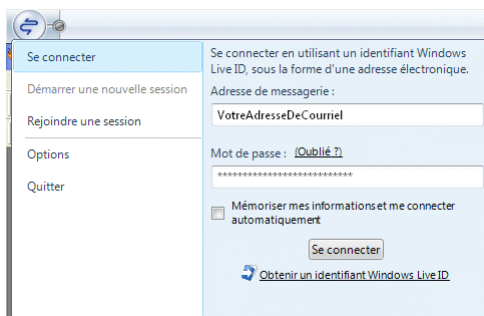 Se connecter
Démarrer une nouvelle session
Rejoindre une session
Options
Quitter
Se connecter en utilisant un identifiant Windows
Live ID, sous la forme d'une adresse électronique.
Adresse de messagerie :
VotreAdresseDeCourriel
Mot de passe : (Oublié ?)
***************************
Mémoriser mes informations et me connecter
automatiquement
Se connecter
Obtenir un identifiant Windows Live ID